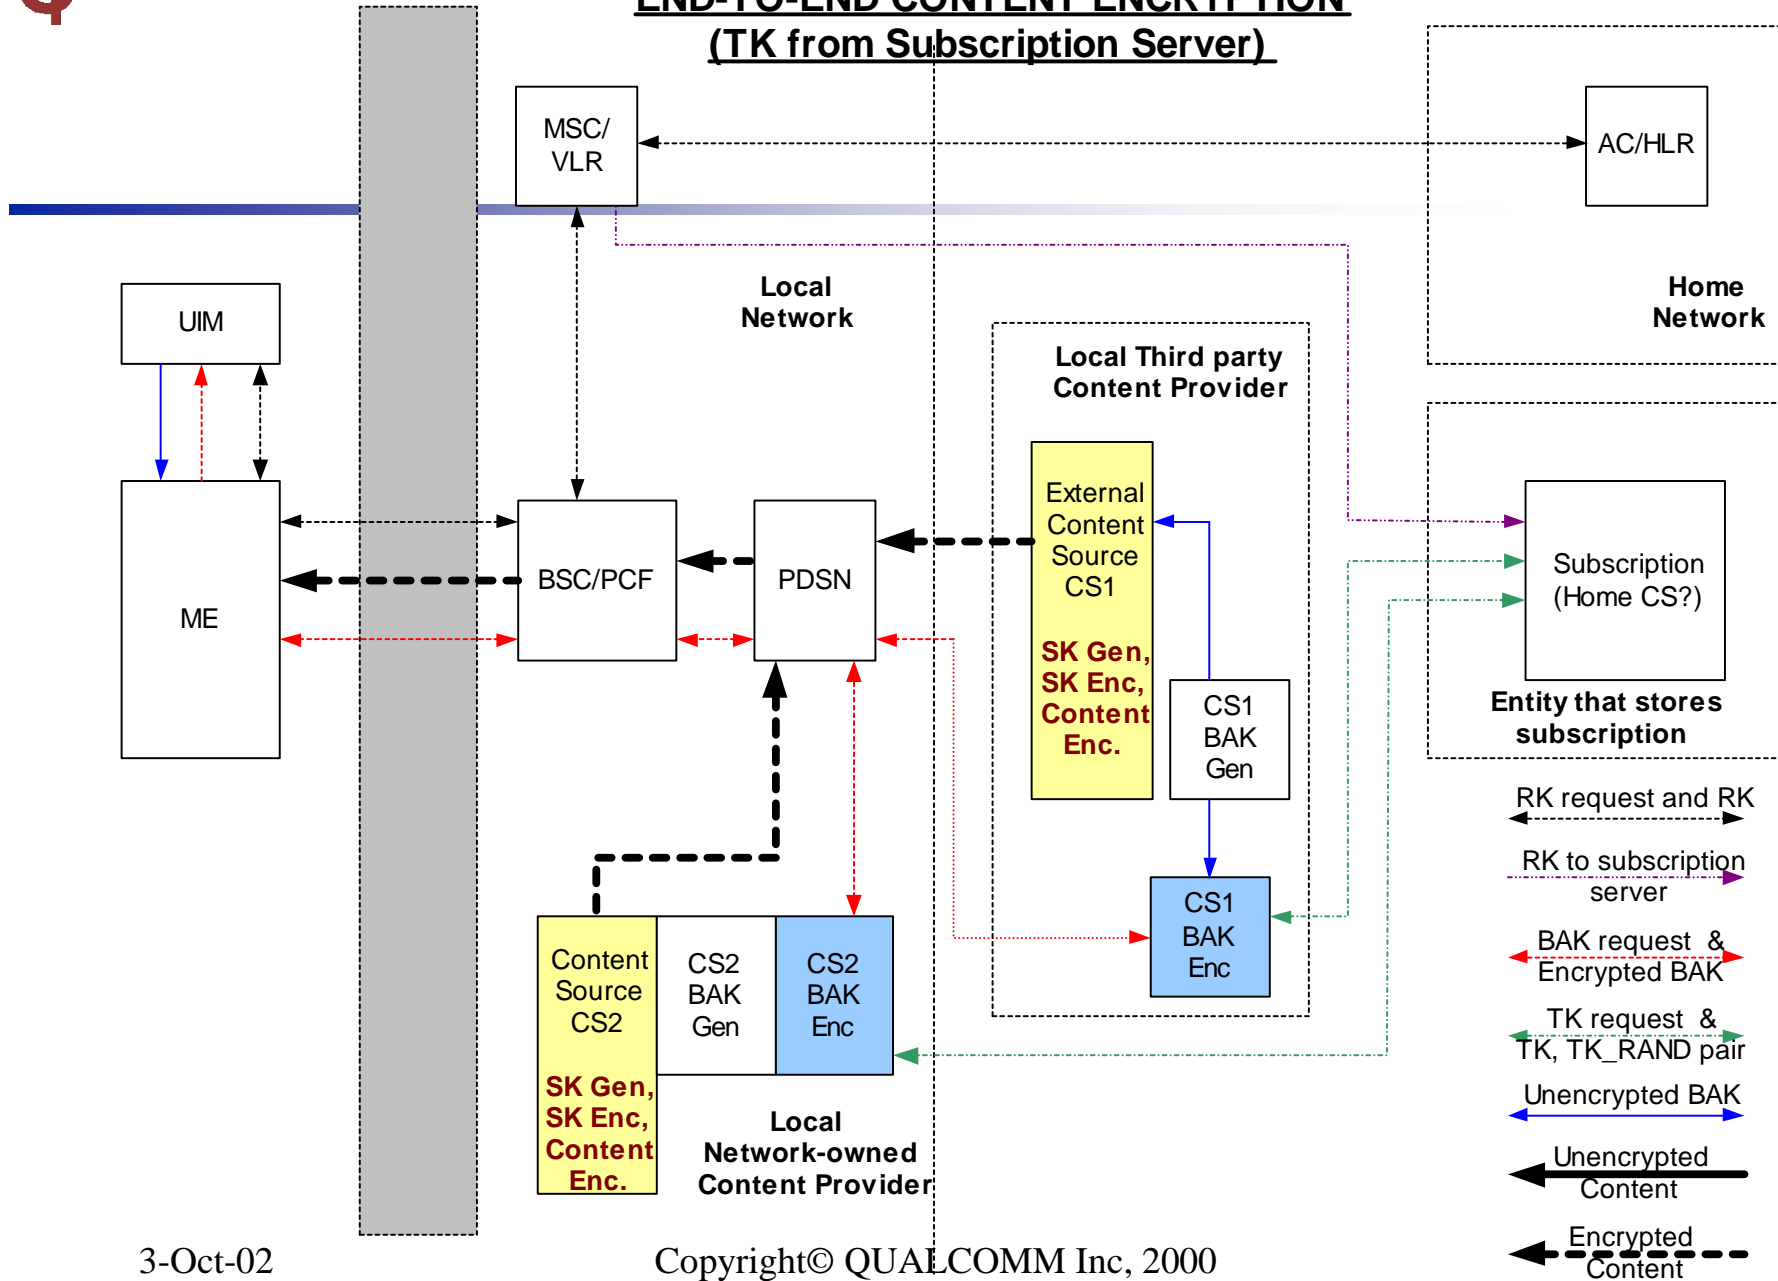 END-TO-END CONTENT ENCRYPTION
(TK from Subscription Server)
MSC/
VLR
AC/HLR
Local
Network
Home
Network
UIM
Local Third party
Content Provider
External
Content
Source
CS1
SK Gen,
SK Enc,
Content
Enc.
CS1
BAK
Gen
Subscription
(Home CS?)
Entity that stores
subscription
ME
BSC/PCF
PDSN
CS1
BAK
Enc
Content
Source
CS2
SK Gen,
SK Enc,
Content
Enc.
CS2
BAK
Gen
CS2
BAK
Enc
Local
Network-owned
Content Provider
RK request and RK
RK to subscription
server
BAK request &
Encrypted BAK
TK request &
TK, TK_RAND pair
Unencrypted BAK
Unencrypted
Content
Encrypted
Content
3-Oct-02
Copyright© QUALCOMM Inc, 2000